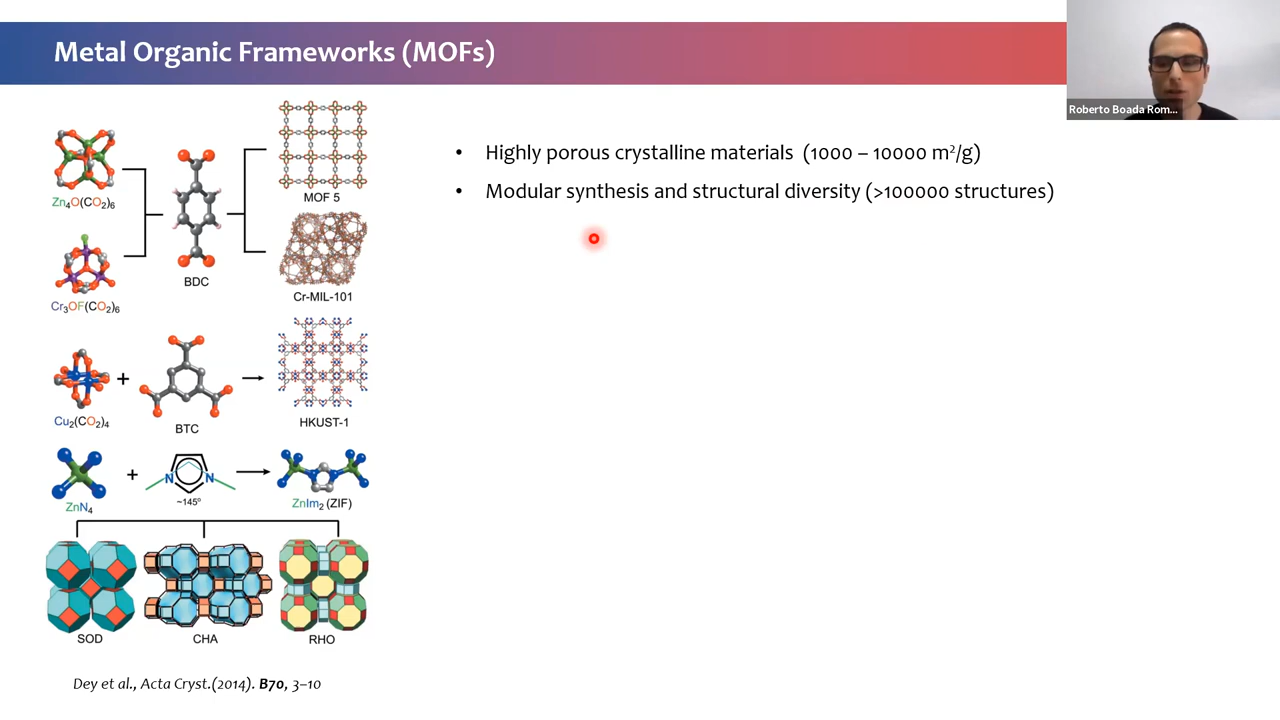 Metal Organic Frameworks (MOFs)
Roberto Boada Rom...
• Highly porous crystalline materials (1000 – 10000 m²/g)
• Modular synthesis and structural diversity (>100000 structures)
Zn₄O(CO₂)₆
Cr₃OF(CO₂)₆
BDC
MOF 5
Cr-MIL-101
Cu₂(CO₂)₄
+
BTC
HKUST-1
ZnN₄
+
N N
~145º
ZnIm₂ (ZIF)
SOD
CHA
RHO
Dey et al., Acta Cryst.(2014). B70, 3–10